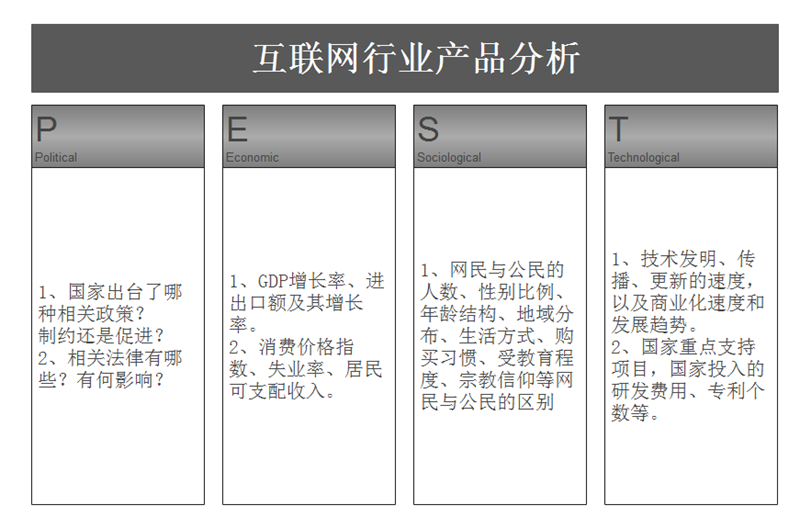 互联网行业产品分析
P
Political
1、国家出台了哪
种相关政策？
制约还是促进？
2、相关法律有哪
些？有何影响？
E
Economic
1、GDP增长率、进
出口额及其增长
率。
2、消费价格指
数、失业率、居民
可支配收入。
S
Sociological
1、网民与公民的
人数、性别比例、
年龄结构、地域分
布、生活方式、购
买习惯、受教育程
度、宗教信仰等网
民与公民的区别
T
Technological
1、技术发明、传
播、更新的速度，
以及商业化速度和
发展趋势。
2、国家重点支持
项目，国家投入的
研发费用、专利个
数等。